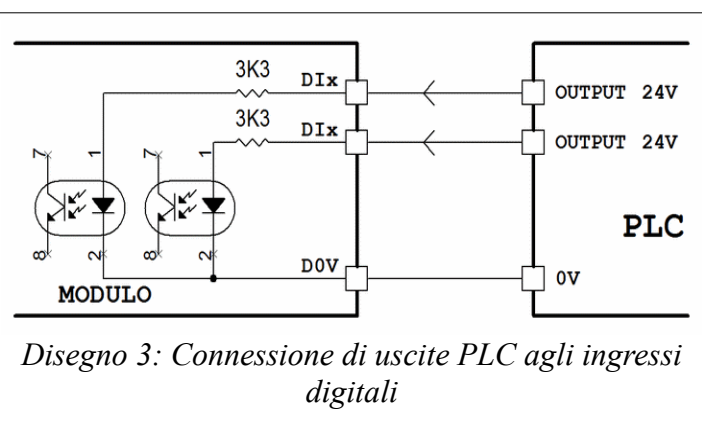 3K3
DIx
OUTPUT 24V
3K3
DIx
OUTPUT 24V
7
1
7
1
PLC
8
2
8
2
D0V
0V
MODULO
Disegno 3: Connessione di uscite PLC agli ingressi
digitali